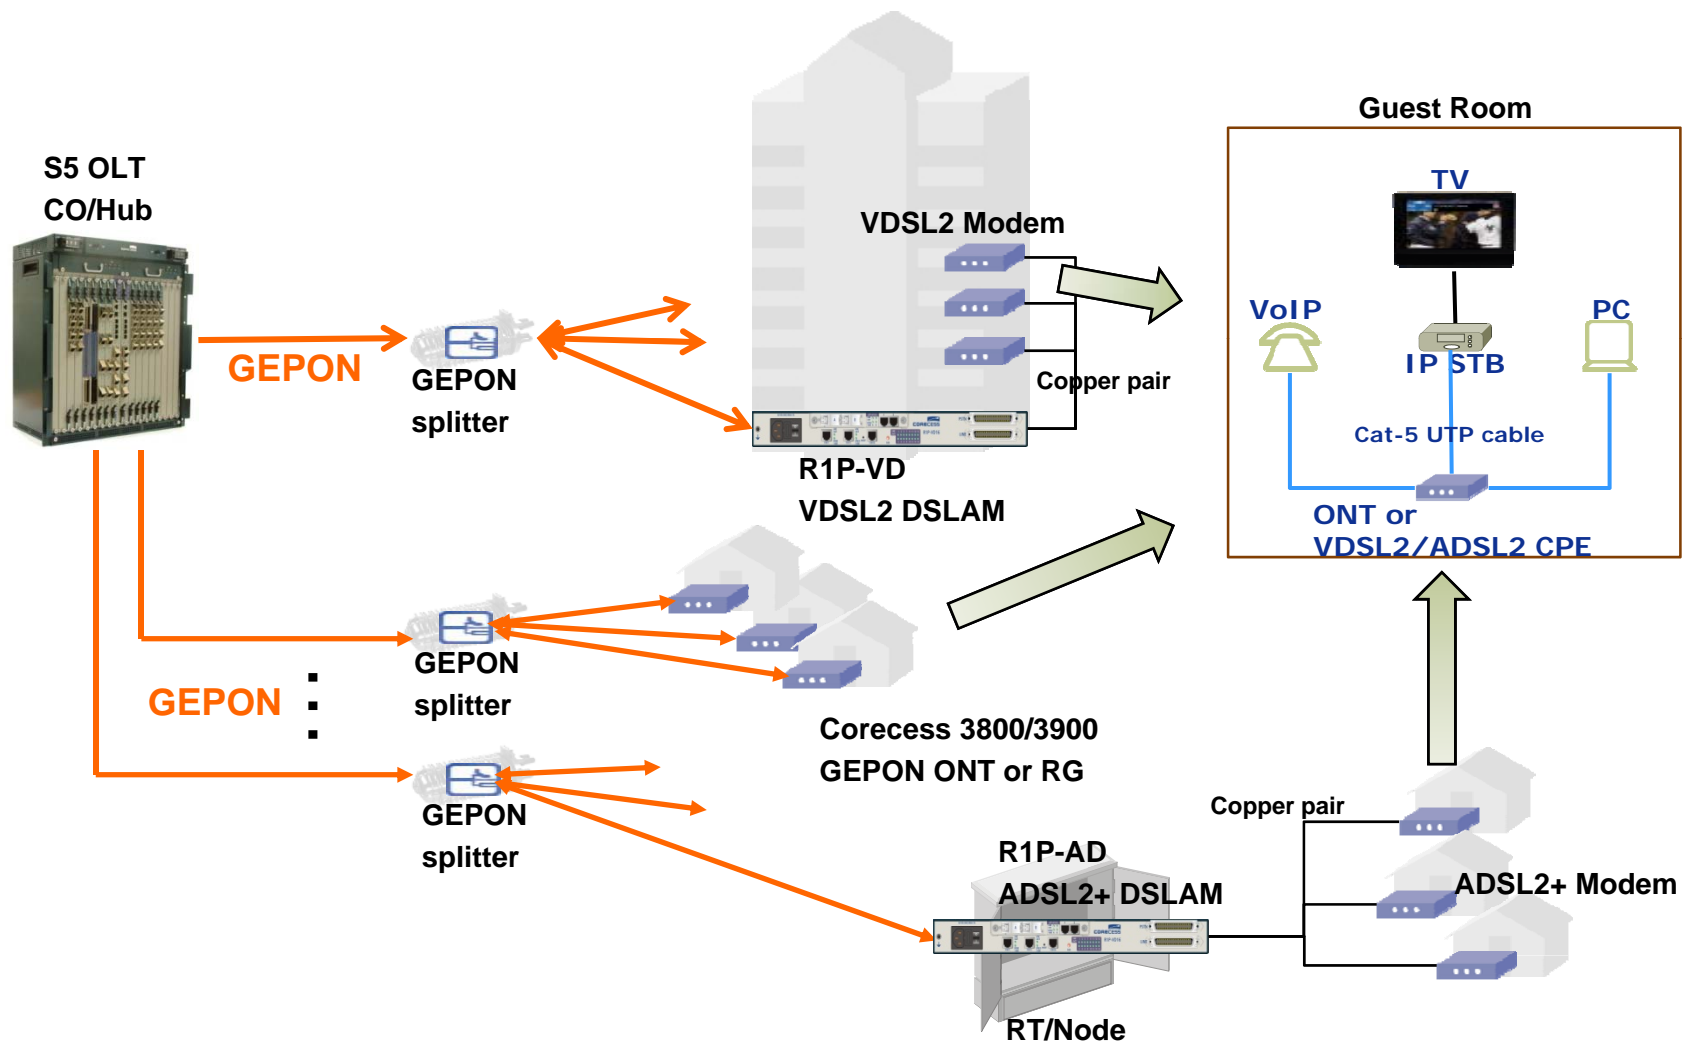 Guest Room
S5 OLT
CO/Hub
TV
VDSL2 Modem
VoIP
PC
GEPON
GEPON
splitter
IP STB
Copper pair
Cat-5 UTP cable
CORECESS
R1P-VD
VDSL2 DSLAM
ONT or
VDSL2/ADSL2 CPE
GEPON
splitter
GEPON
Corecess 3800/3900
GEPON ONT or RG
GEPON
splitter
Copper pair
R1P-AD
ADSL2+ DSLAM
ADSL2+ Modem
CORECESS
RT/Node